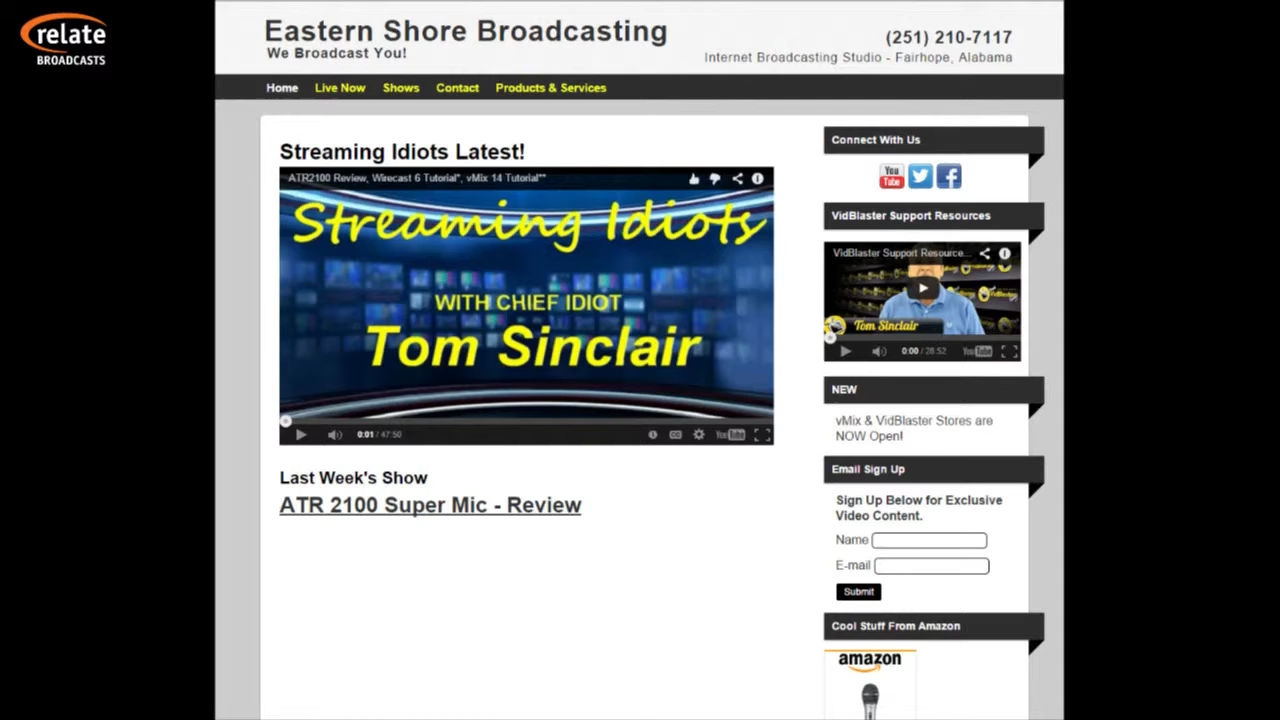 relate
BROADCASTS
Eastern Shore Broadcasting
We Broadcast You!
(251) 210-7117
Internet Broadcasting Studio - Fairhope, Alabama
Home Live Now Shows Contact Products & Services
Streaming Idiots Latest!
ATR2100 Review, Wirecast 6 Tutorial*, vMix 14 Tutorial**
Streaming Idiots
WITH CHIEF IDIOT
Tom Sinclair
0:01 / 47:50
YouTube
Last Week's Show
ATR 2100 Super Mic - Review
Connect With Us
You
Tube
VidBlaster Support Resources
VidBlaster Support Resource...
Tom Sinclair
0:00 / 28:52
YouTube
NEW
vMix & VidBlaster Stores are
NOW Open!
Email Sign Up
Sign Up Below for Exclusive
Video Content.
Name
E-mail
Submit
Cool Stuff From Amazon
amazon